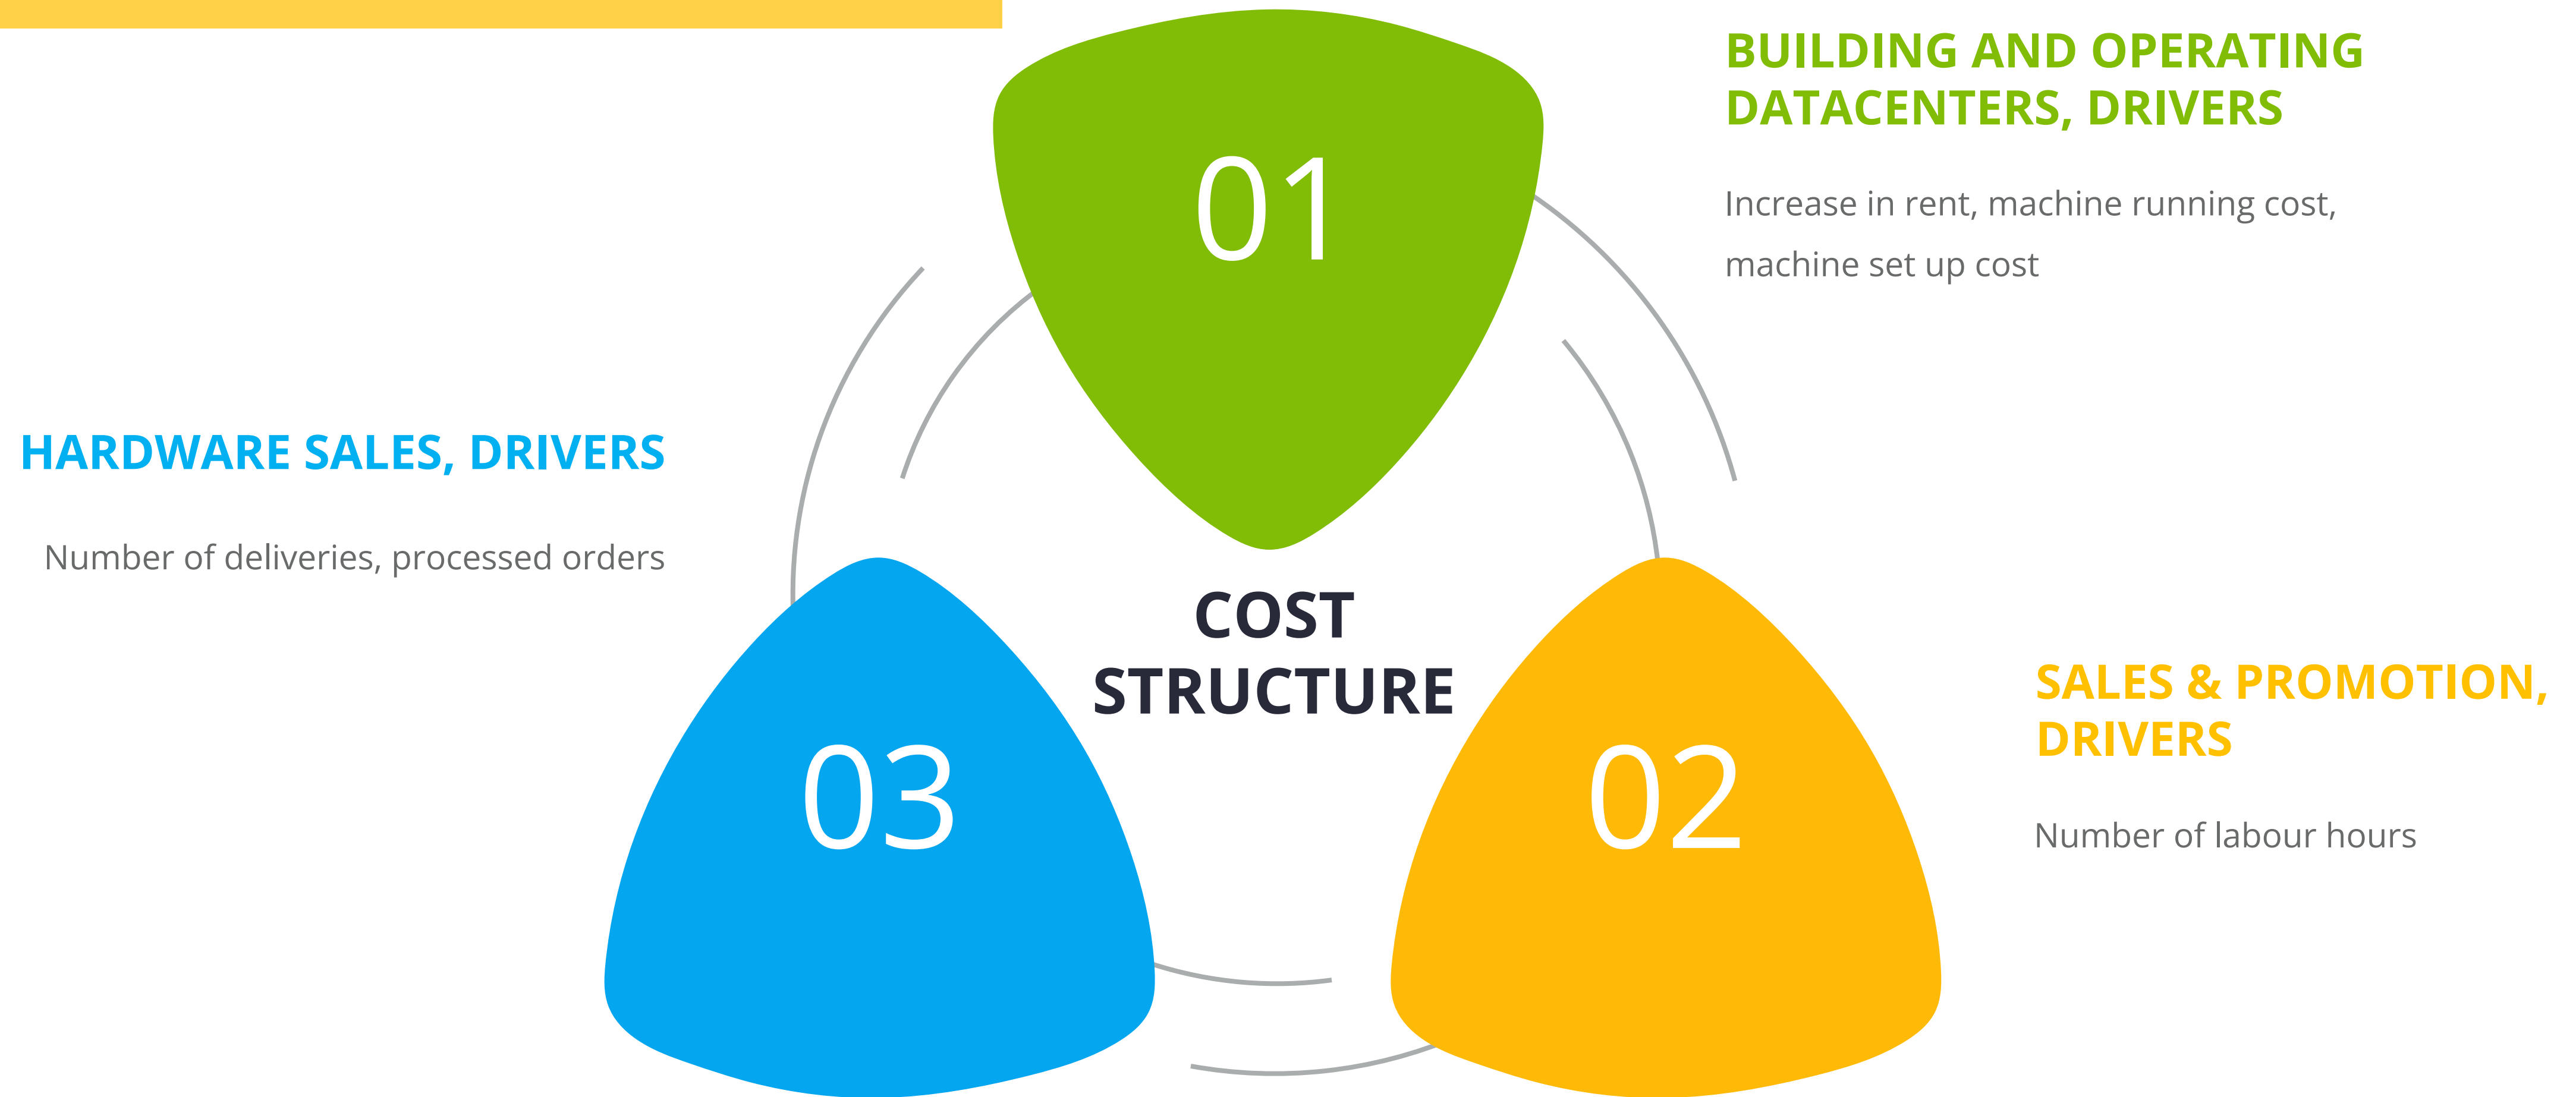 01
BUILDING AND OPERATING
DATACENTERS, DRIVERS
Increase in rent, machine running cost,
machine set up cost
HARDWARE SALES, DRIVERS
Number of deliveries, processed orders
COST
STRUCTURE
03
02
SALES & PROMOTION,
DRIVERS
Number of labour hours